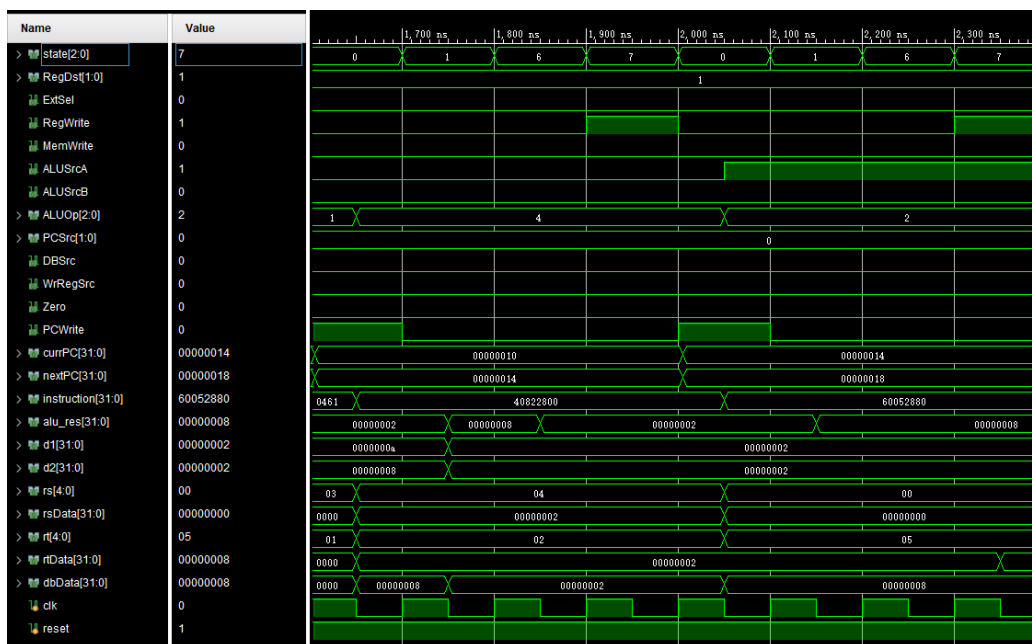 Name Value
1,700 ns 1,800 ns 1,900 ns 2,000 ns 2,100 ns 2,200 ns 2,300 ns
> state[2:0] 7 0 1 6 7 0 1 6 7
> RegDst[1:0] 1 1
ExtSel 0
RegWrite 1
MemWrite 0
ALUSrcA 1
ALUSrcB 0
> ALUOp[2:0] 2 1 4 2
> PCSrc[1:0] 0 0
DBSrc 0
WrRegSrc 0
Zero 0
PCWrite 0
> currPC[31:0] 00000014 00000010 00000014
> nextPC[31:0] 00000018 00000014 00000018
> instruction[31:0] 60052880 0461 40822800 60052880
> alu_res[31:0] 00000008 00000002 00000008 00000002 00000008
> d1[31:0] 00000002 0000000a 00000002
> d2[31:0] 00000002 00000008 00000002
> rs[4:0] 00 03 04 00
> rsData[31:0] 00000000 0000 00000002 00000000
> rt[4:0] 05 01 02 05
> rtData[31:0] 00000008 0000 00000002
> dbData[31:0] 00000008 0000 00000008 00000002 00000008
clk 0
reset 1